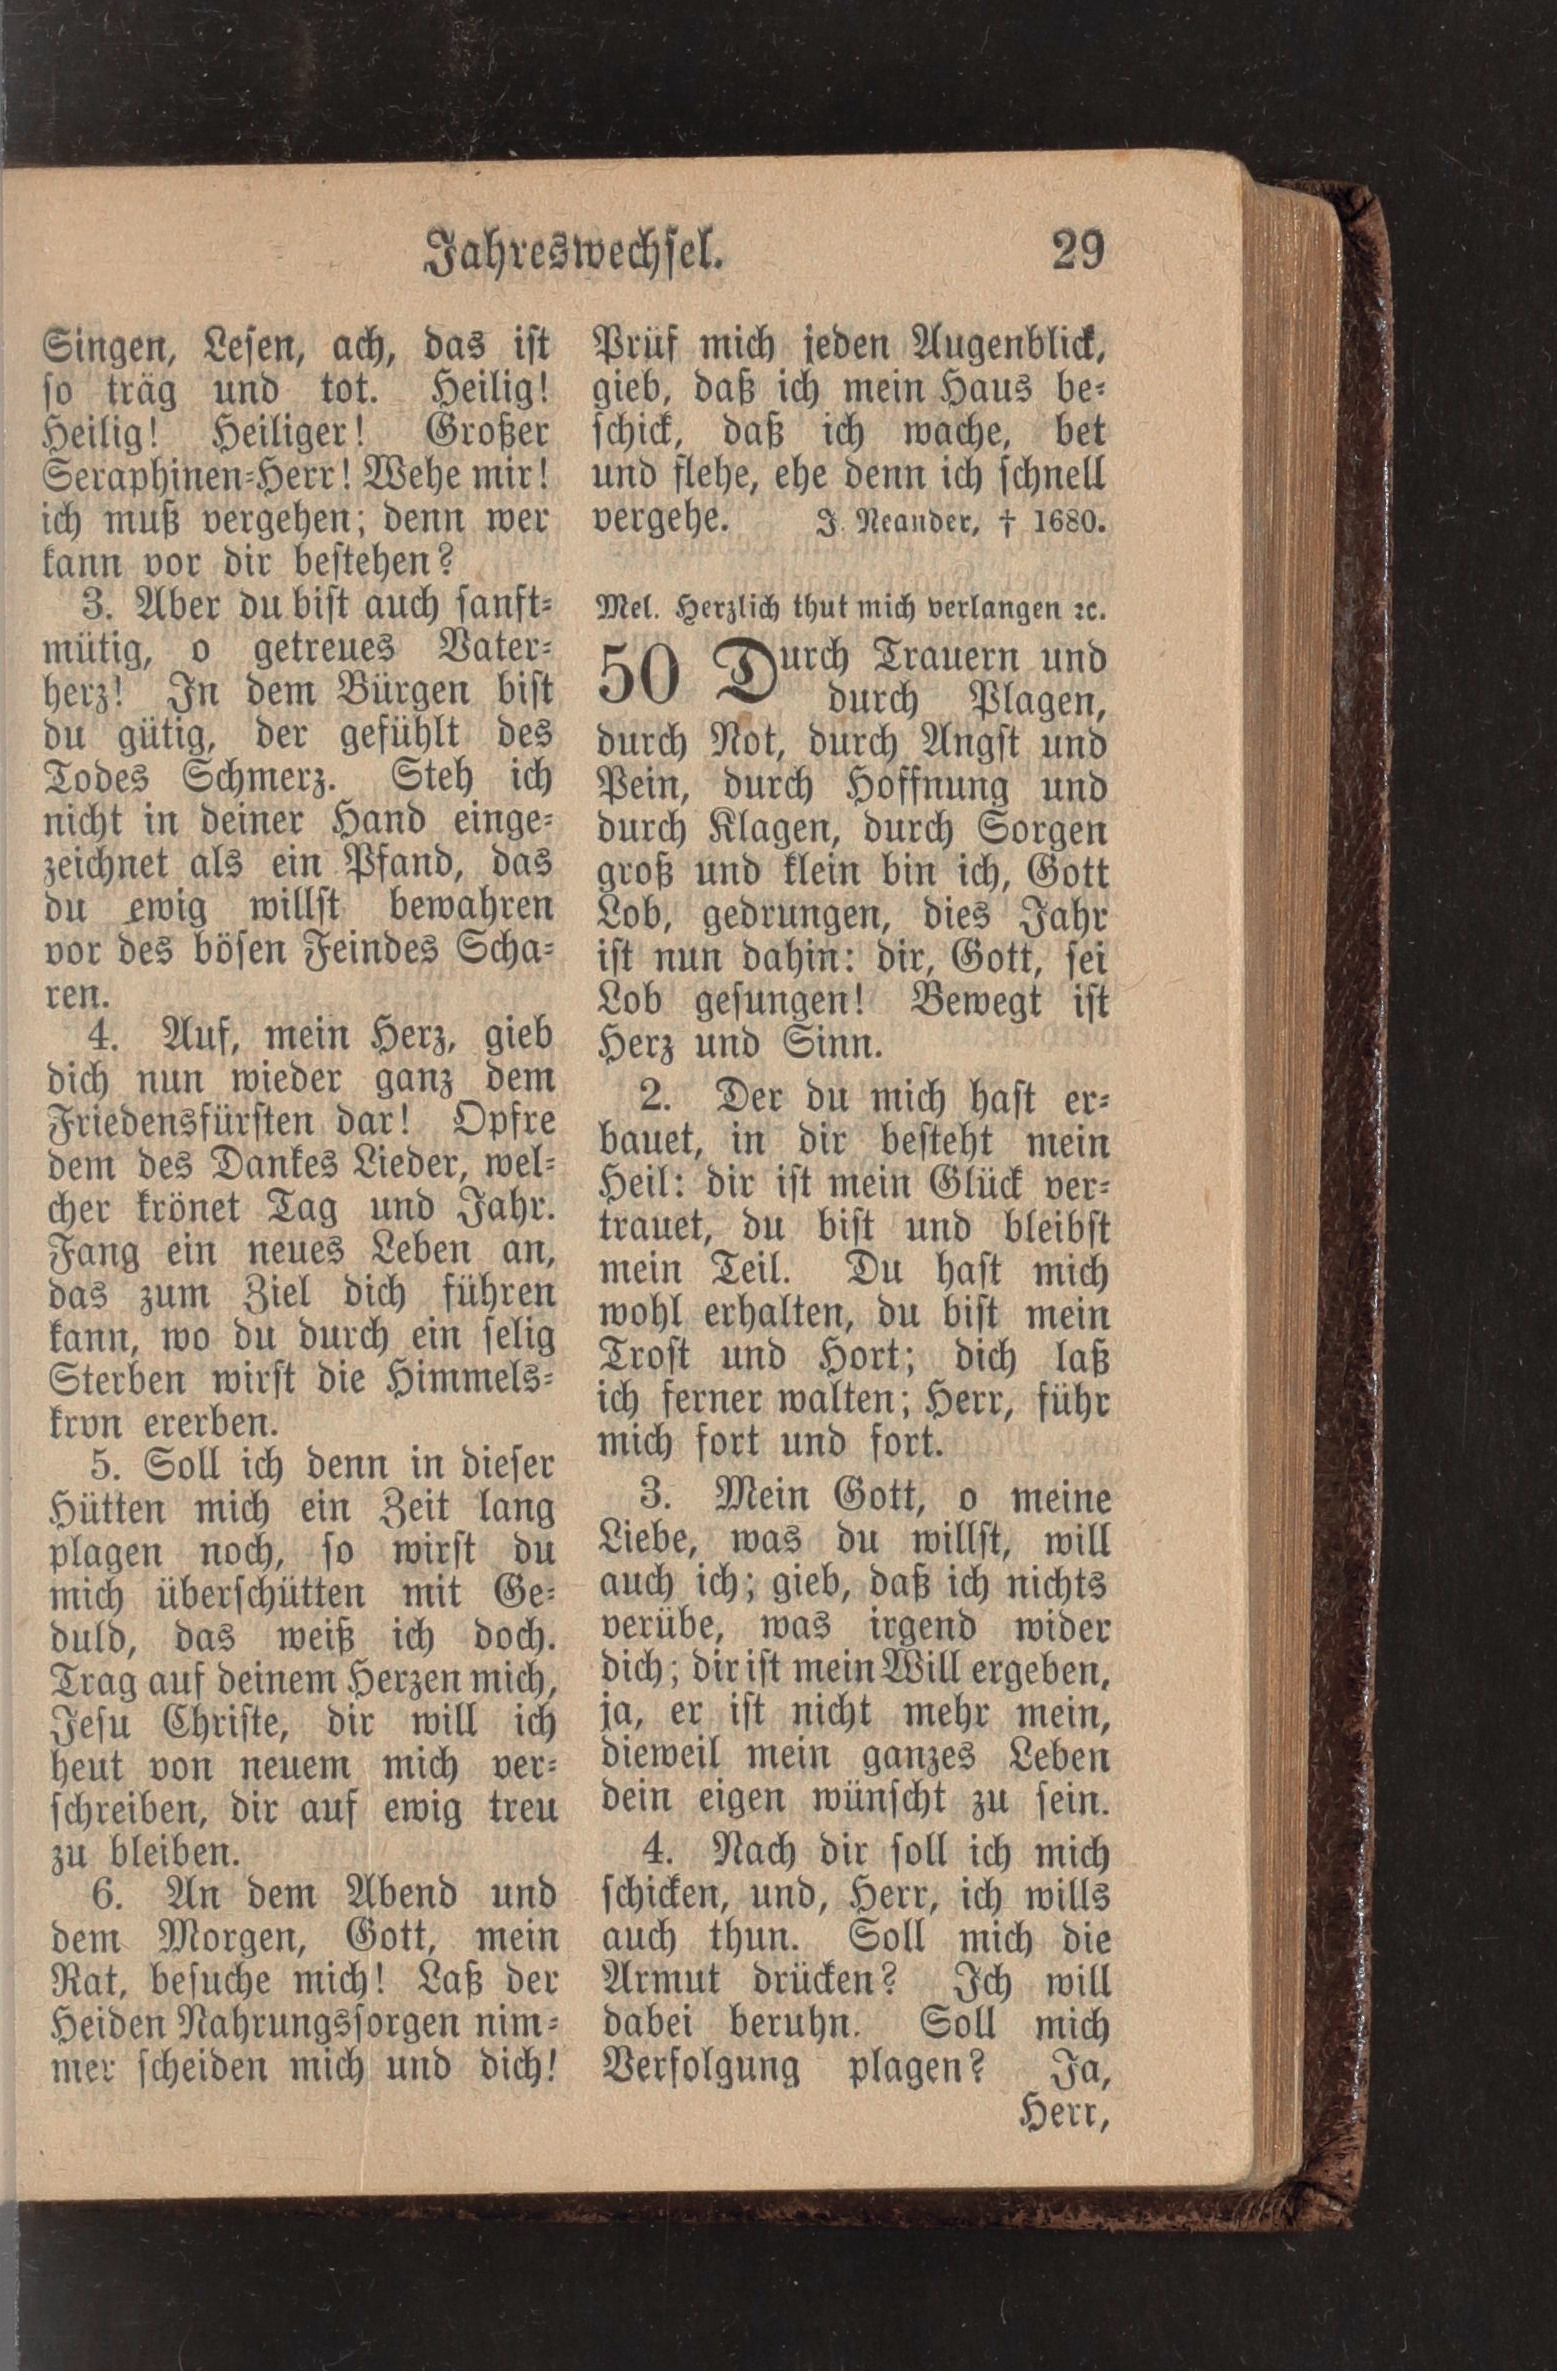 Jahreswechsel.
29
Singen, Lesen, ach, das ist
so träg und tot. Heilig!
Heilig! Heiliger! Großer
Seraphinen-Herr! Wehe mir!
ich muß vergehen; denn wer
kann vor dir bestehen?
3. Aber du bist auch sanft-
mütig, o getreues Vater-
herz! In dem Bürgen bist
du gütig, der gefühlt des
Todes Schmerz. Steh ich
nicht in deiner Hand einge-
zeichnet als ein Pfand, das
du ewig willst bewahren
vor des bösen Feindes Scha-
ren.
4. Auf, mein Herz, gieb
dich nun wieder ganz dem
Friedensfürsten dar! Opfre
dem des Dankes Lieder, wel-
cher krönet Tag und Jahr.
Fang ein neues Leben an,
das zum Ziel dich führen
kann, wo du durch ein selig
Sterben wirst die Himmels-
kron ererben.
5. Soll ich denn in dieser
Hütten mich ein Zeit lang
plagen noch, so wirst du
mich überschütten mit Ge-
duld, das weiß ich doch.
Trag auf deinem Herzen mich,
Jesu Christe, dir will ich
heut von neuem mich ver-
schreiben, dir auf ewig treu
zu bleiben.
6. An dem Abend und
dem Morgen, Gott, mein
Rat, besuche mich! Laß der
Heiden Nahrungssorgen nim-
mer scheiden mich und dich!
Prüf mich jeden Augenblick,
gieb, daß ich mein Haus be-
schick, daß ich wache, bet
und flehe, ehe denn ich schnell
vergehe. J. Neander, † 1680.
Mel. Herzlich thut mich verlangen ꝛc.
50 Durch Trauern und
durch Plagen,
durch Not, durch Angst und
Pein, durch Hoffnung und
durch Klagen, durch Sorgen
groß und klein bin ich, Gott
Lob, gedrungen, dies Jahr
ist nun dahin: dir, Gott, sei
Lob gesungen! Bewegt ist
Herz und Sinn.
2. Der du mich hast er-
bauet, in dir besteht mein
Heil: dir ist mein Glück ver-
trauet, du bist und bleibst
mein Teil. Du hast mich
wohl erhalten, du bist mein
Trost und Hort; dich laß
ich ferner walten; Herr, führ
mich fort und fort.
3. Mein Gott, o meine
Liebe, was du willst, will
auch ich; gieb, daß ich nichts
verübe, was irgend wider
dich; dir ist mein Will ergeben,
ja, er ist nicht mehr mein,
dieweil mein ganzes Leben
dein eigen wünscht zu sein.
4. Nach dir soll ich mich
schicken, und, Herr, ich wills
auch thun. Soll mich die
Armut drücken? Ich will
dabei beruhn. Soll mich
Verfolgung plagen? Ja,
Herr,